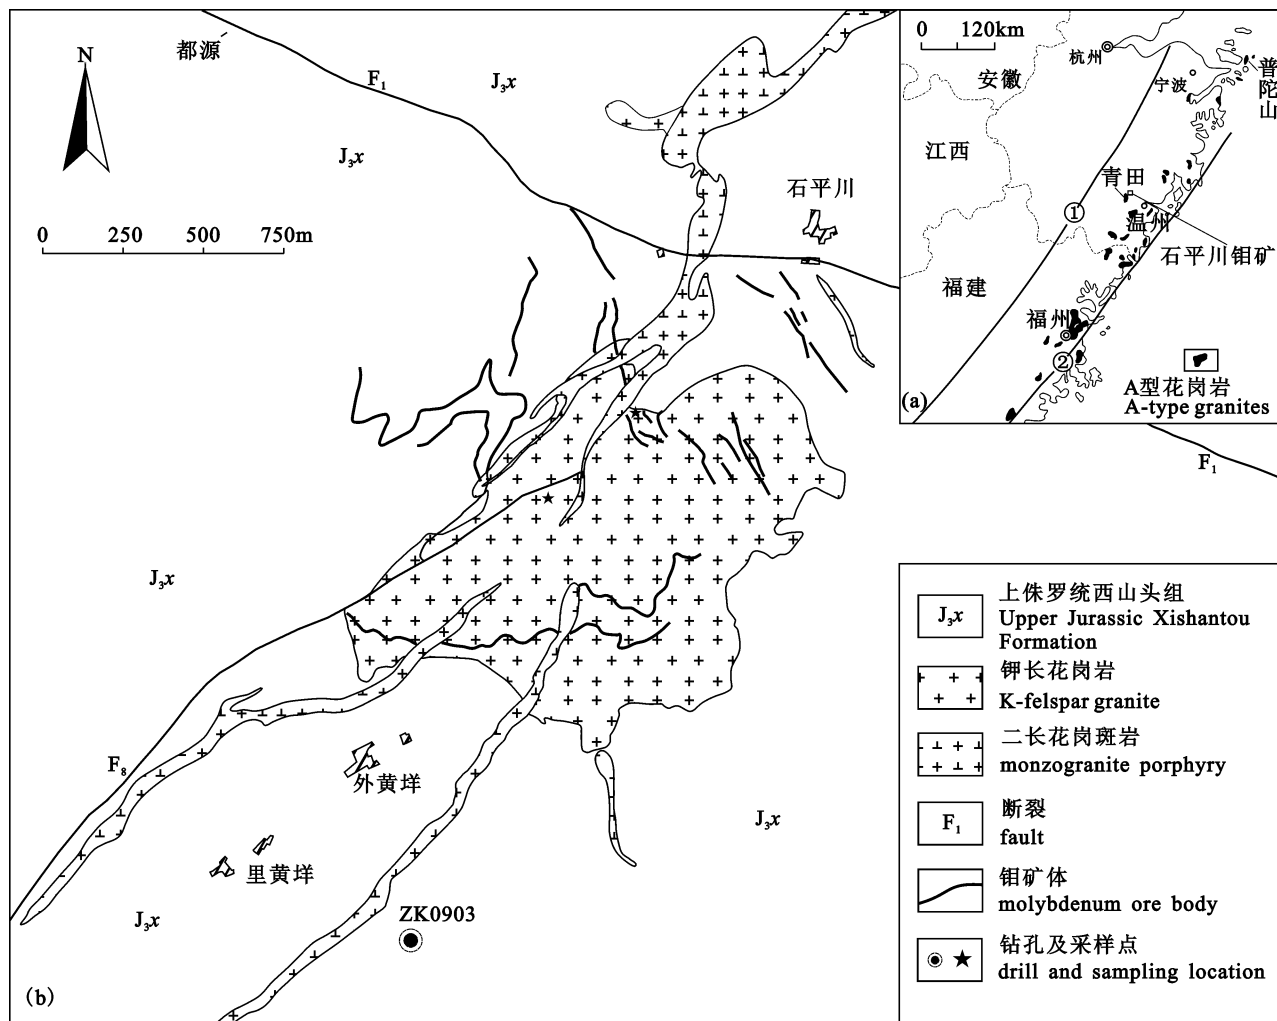 N
都源
F₁
J₃x
J₃x
石平川
0 250 500 750m
J₃x
F₈
外黄垟
里黄垟
J₃x
J₃x
ZK0903
(b)
0 120km
杭州
安徽
宁波
普陀山
江西
青田
①
温州
石平川钼矿
福建
福州
②
A型花岗岩
A-type granites
(a)
F₁
J₃x
上侏罗统西山头组
Upper Jurassic Xishantou
Formation
钾长花岗岩
K-felspar granite
二长花岗斑岩
monzogranite porphyry
F₁
断裂
fault
钼矿体
molybdenum ore body
钻孔及采样点
drill and sampling location